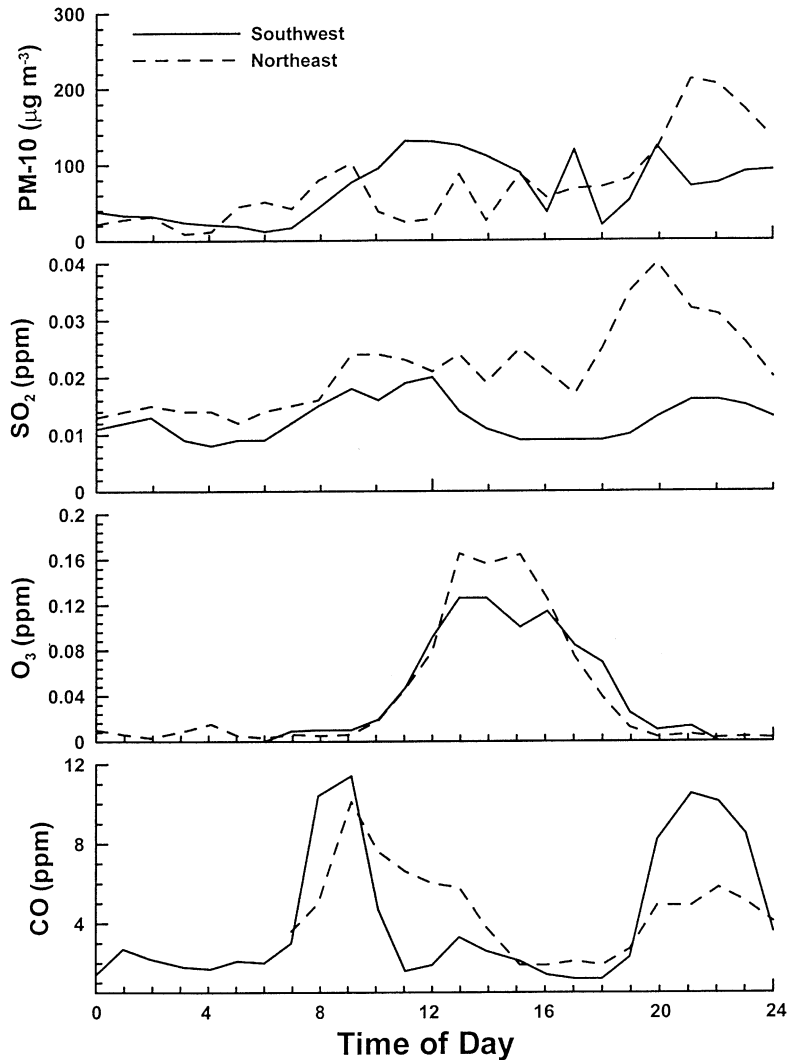 300
200
100
0
PM-10 (µg m-3)
Southwest
Northeast
0.04
0.03
0.02
0.01
0
SO2 (ppm)
0.2
0.16
0.12
0.08
0.04
0
O3 (ppm)
12
8
4
CO (ppm)
0 4 8 12 16 20 24
Time of Day